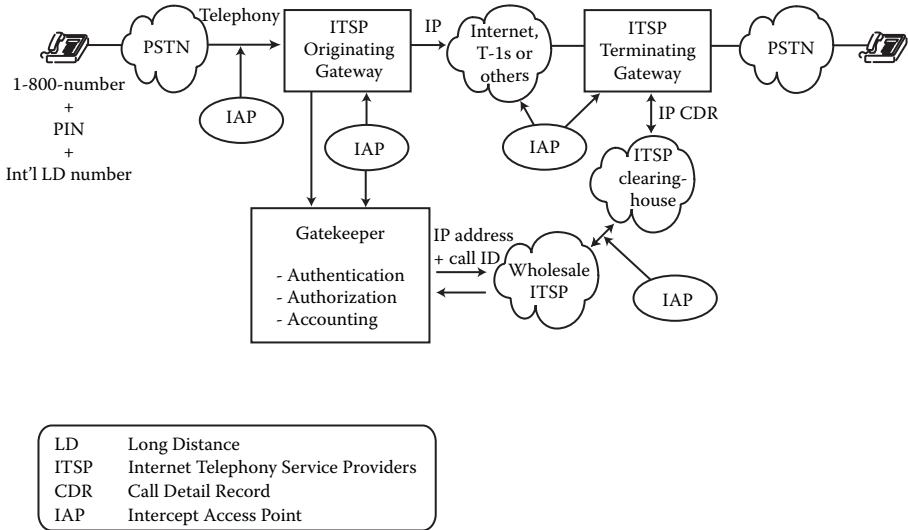 Telephony
PSTN
ITSP
Originating
Gateway
IP
Internet,
T-1s or
others
ITSP
Terminating
Gateway
PSTN
1-800-number
+
PIN
+
Int'l LD number
IAP
IAP
IAP
IP CDR
ITSP
clearing-
house
Gatekeeper
- Authentication
- Authorization
- Accounting
IP address
+ call ID
Wholesale
ITSP
IAP
LD Long Distance
ITSP Internet Telephony Service Providers
CDR Call Detail Record
IAP Intercept Access Point